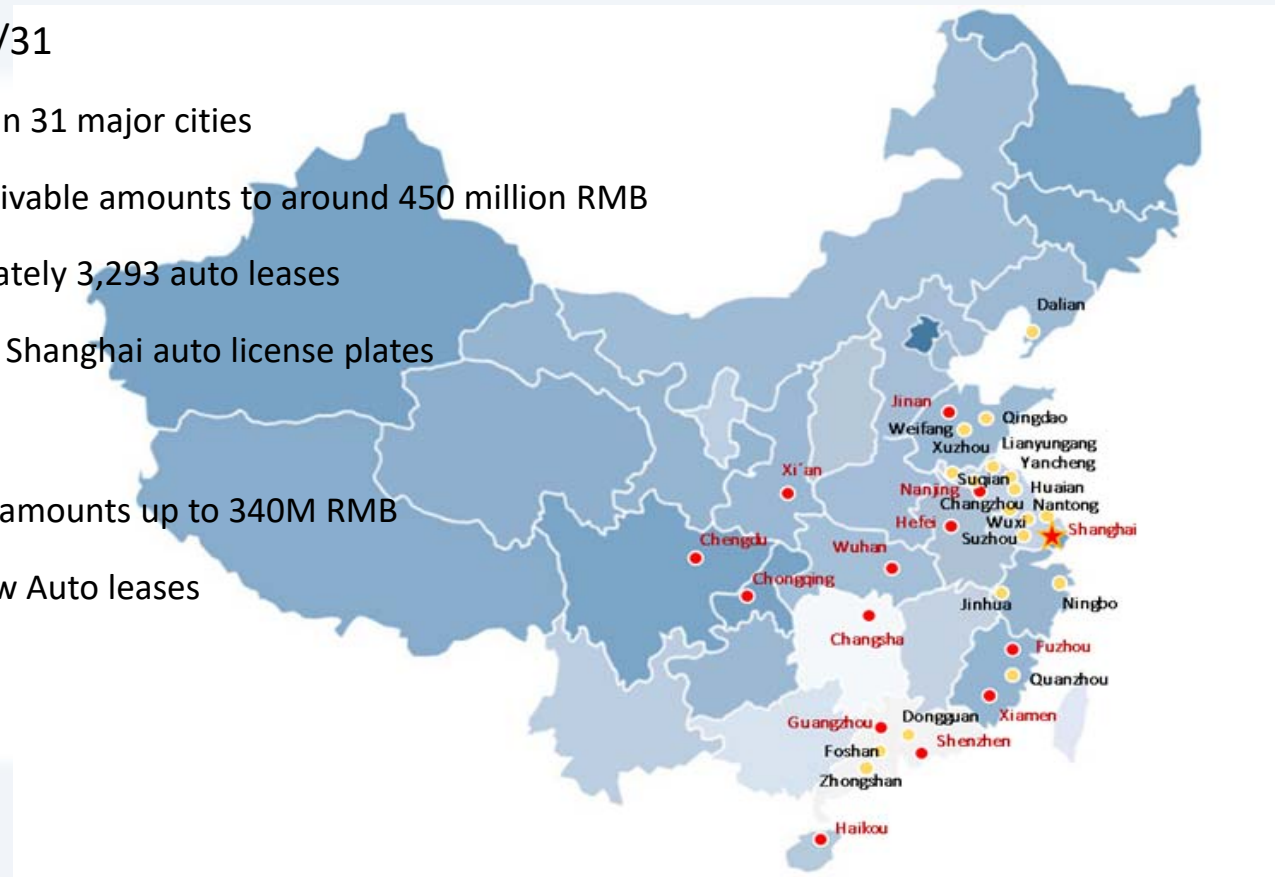 /31
n 31 major cities
ivable amounts to around 450 million RMB
ately 3,293 auto leases
Shanghai auto license plates
amounts up to 340M RMB
w Auto leases
Dalian
Jinan
Qingdao
Weifang
Xuzhou
Lianyungang
Yancheng
Xi'an
Suqian
Nanjing
Huaian
Changzhou
Nantong
Hefei
Wuxi
Shanghai
Suzhou
Chengdu
Wuhan
Chongqing
Jinhua
Ningbo
Changsha
Fuzhou
Quanzhou
Guangzhou
Dongguan
Xiamen
Shenzhen
Foshan
Zhongshan
Haikou